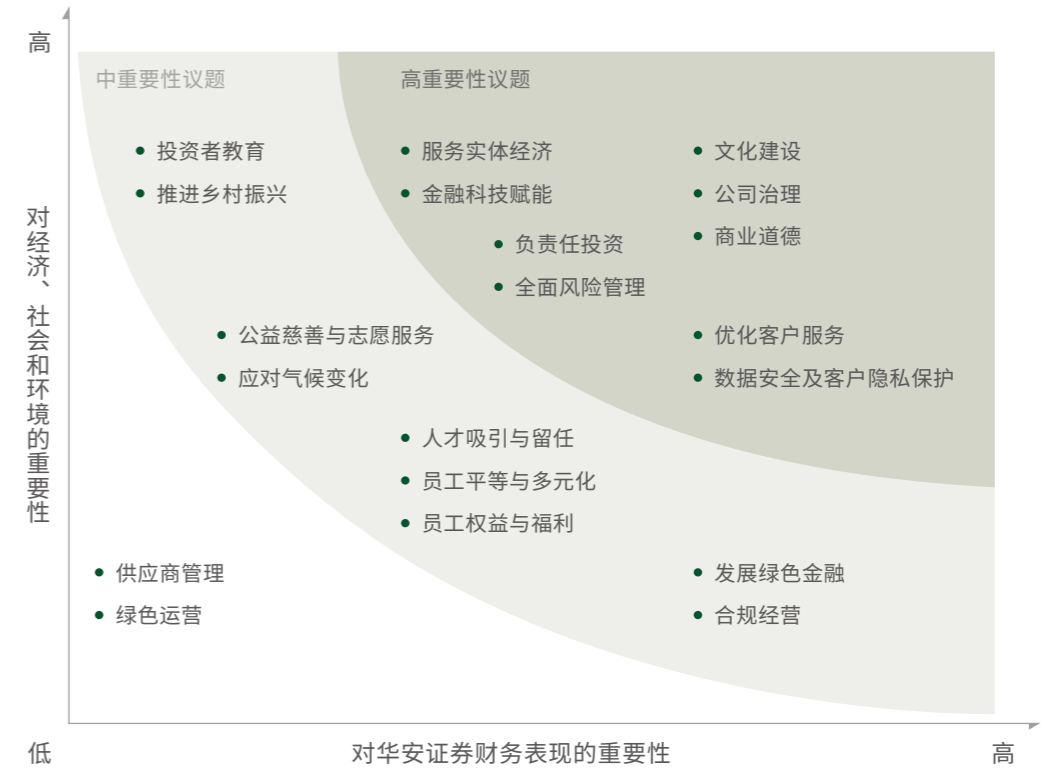 高
中重要性议题
高重要性议题
投资者教育
推进乡村振兴
服务实体经济
金融科技赋能
文化建设
公司治理
商业道德
负责任投资
全面风险管理
公益慈善与志愿服务
应对气候变化
优化客户服务
数据安全及客户隐私保护
人才吸引与留任
员工平等与多元化
员工权益与福利
供应商管理
绿色运营
发展绿色金融
合规经营
对经济、社会和环境的重要性
低
对华安证券财务表现的重要性
高